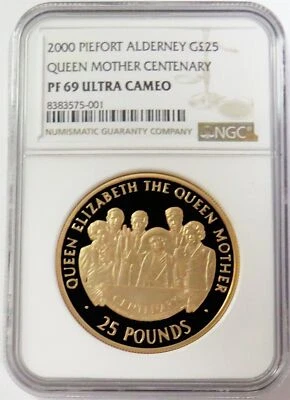 2000 PIEFORT ALDERNEY G£25
QUEEN MOTHER CENTENARY
PF 69 ULTRA CAMEO
8383575-001
NUMISMATIC GUARANTY COMPANY
NGC
QUEEN ELIZABETH THE QUEEN MOTHER
CENTENARY
· 25 POUNDS ·